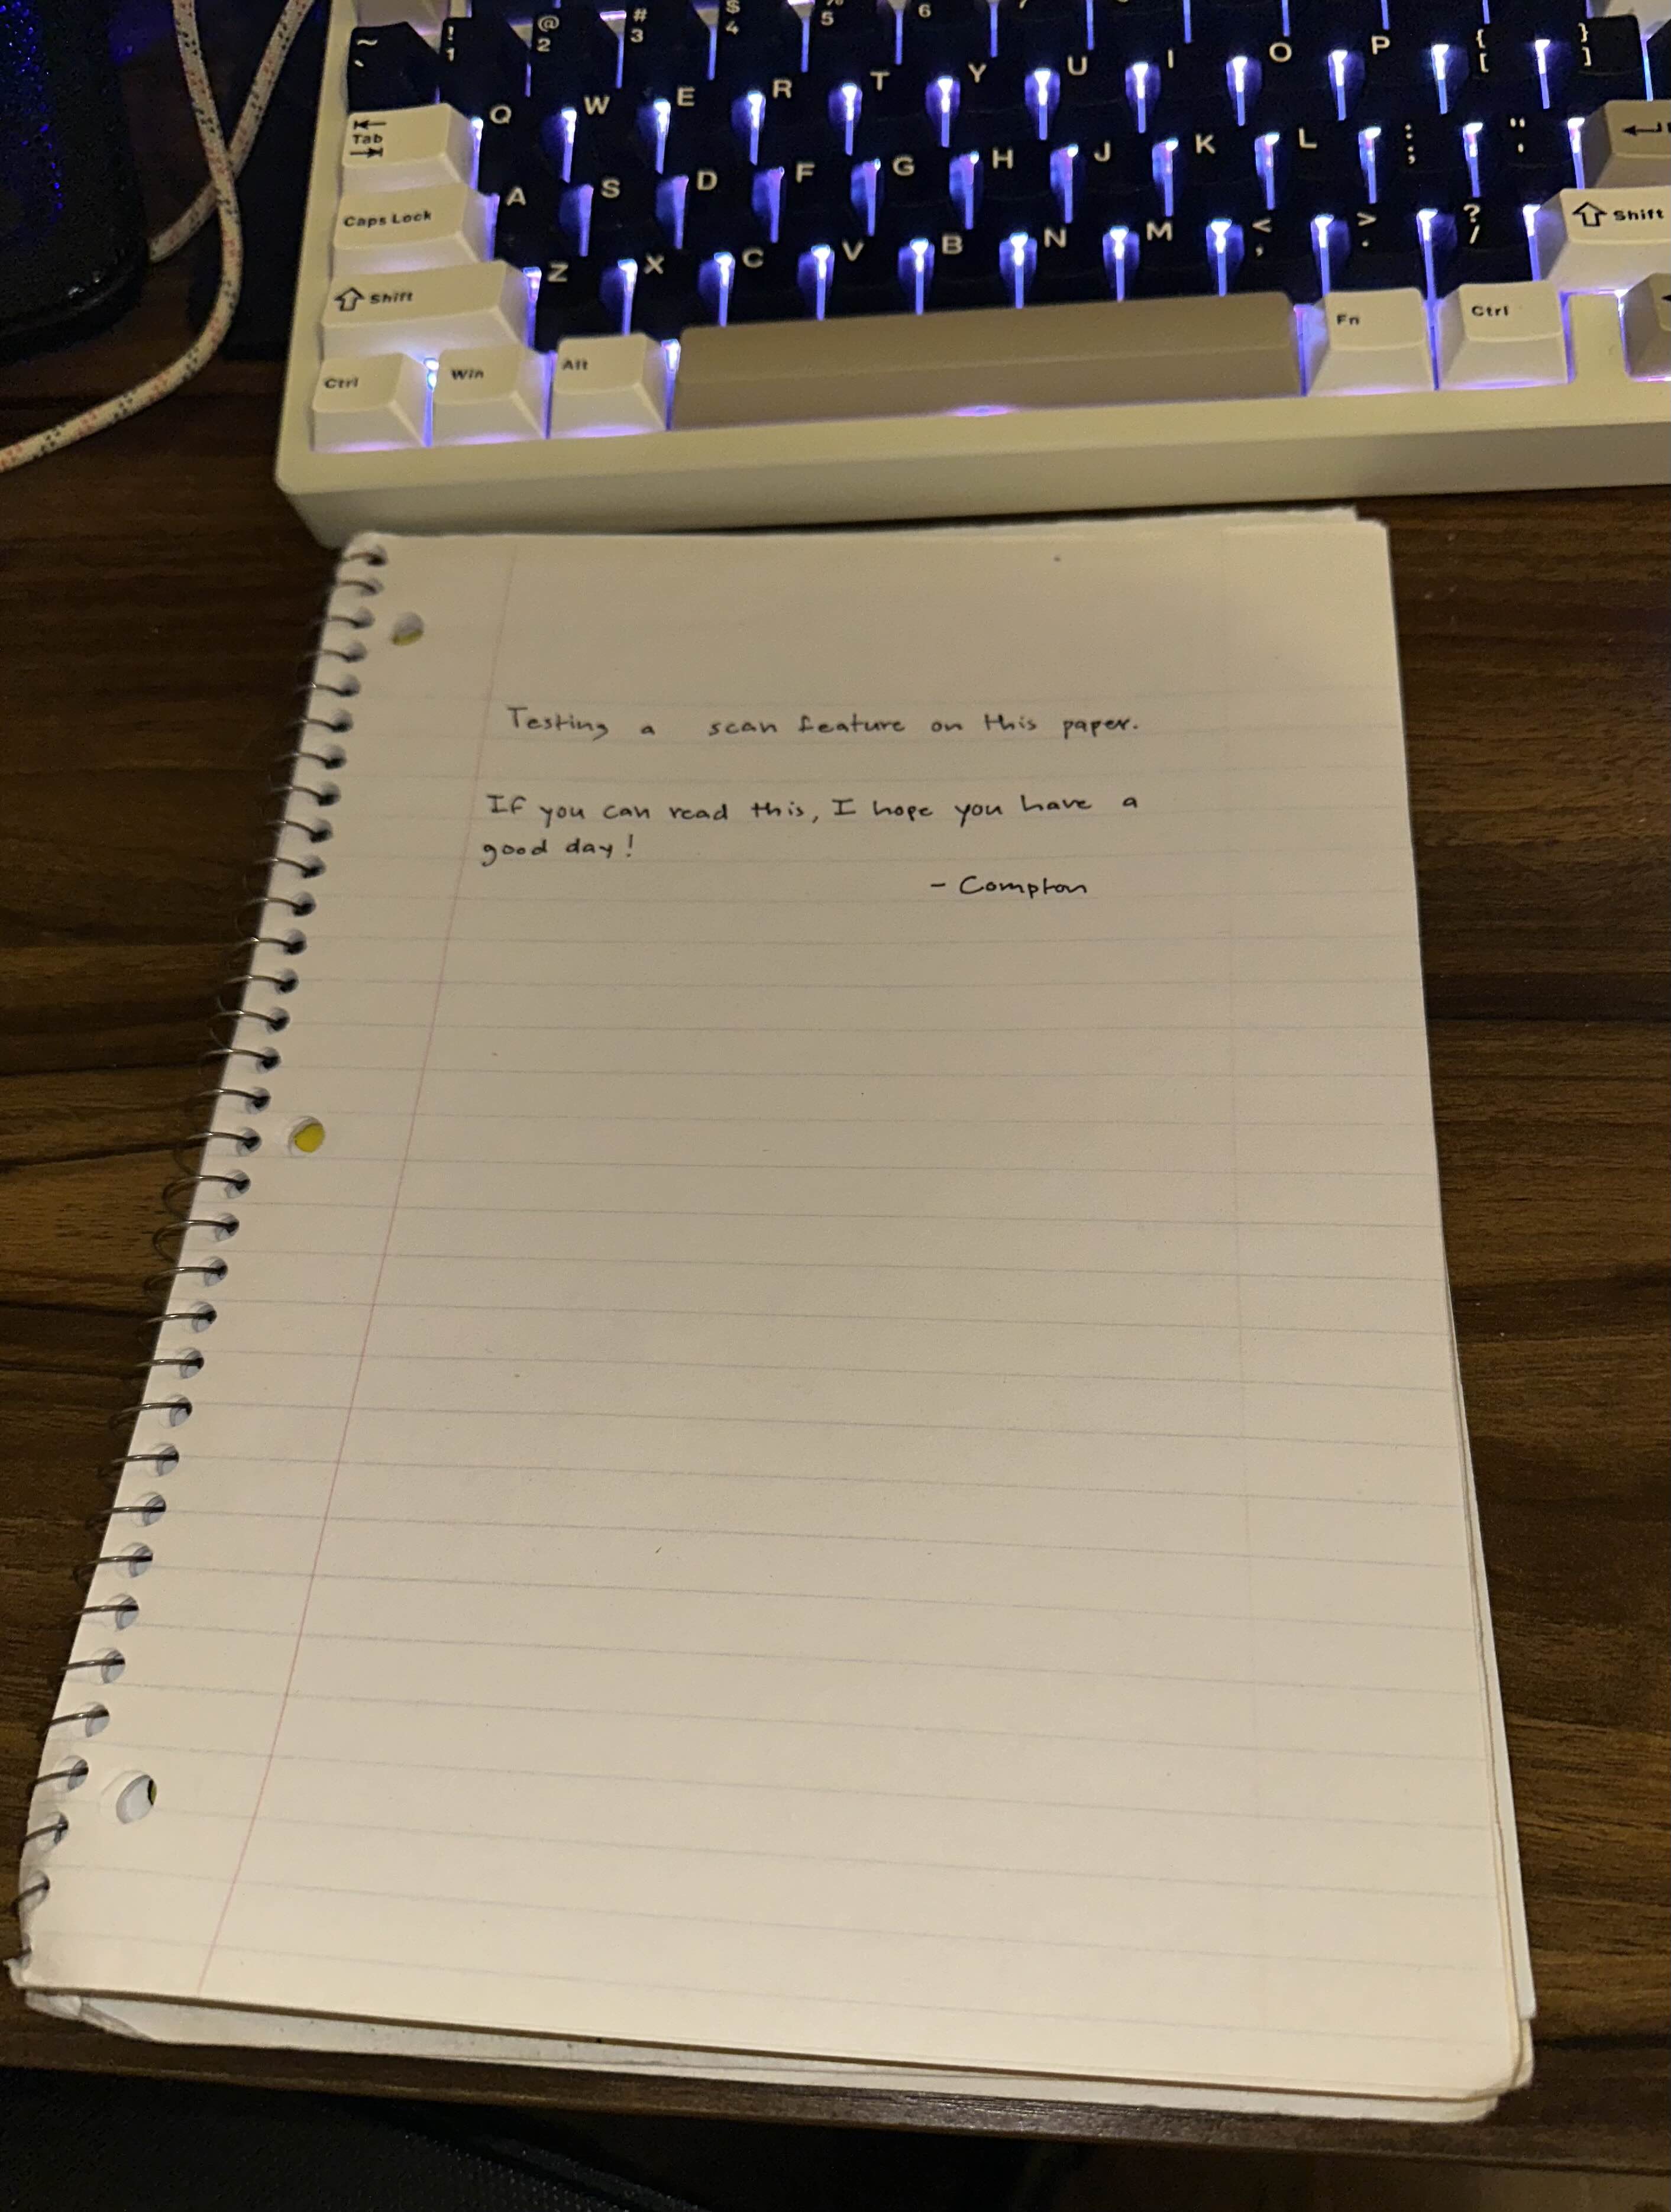 ~ ! @ # $ % 
` 1 2 3 4 5 6
Tab Q W E R T Y U I O P { }
[ ]
Caps Lock A S D F G H J K L : "
; '
Shift Z X C V B N M < > ? Shift
, . /
Ctrl Win Alt Fn Ctrl
Testing a scan feature on this paper.
If you can read this, I hope you have a
good day!
- Compton